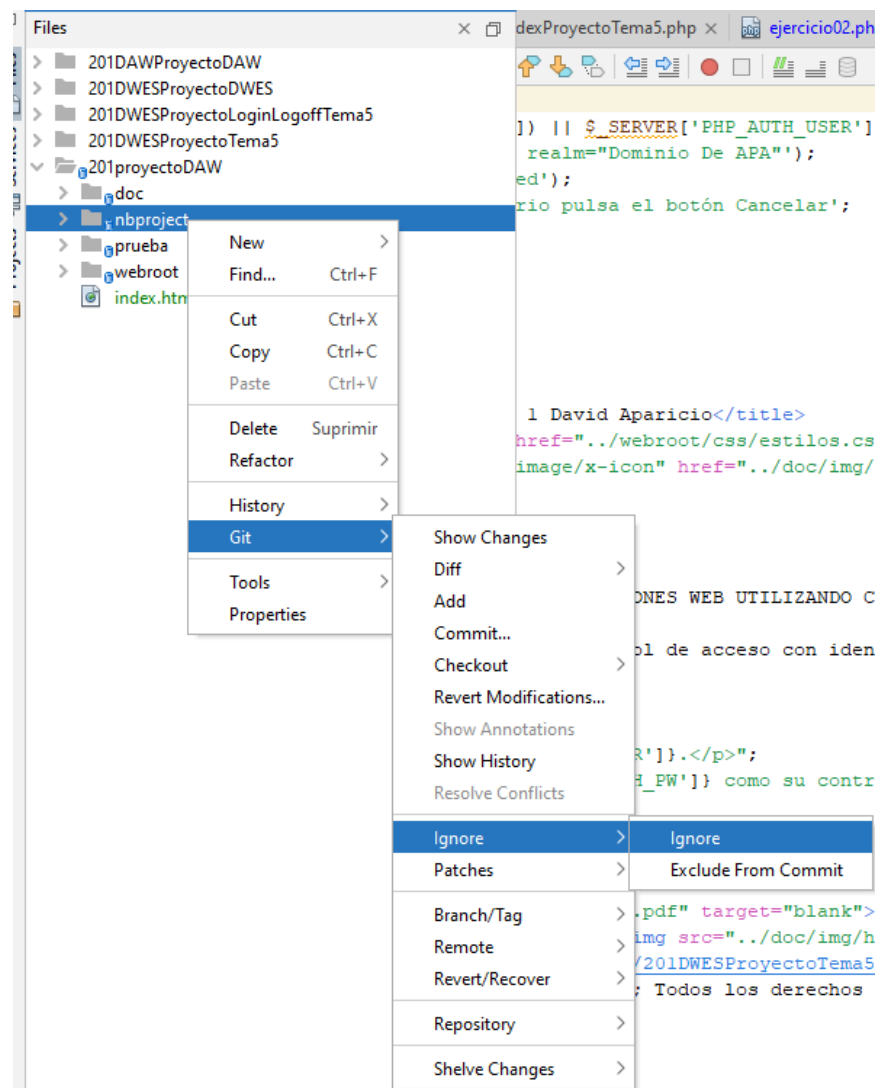 Files
201DAWProyectoDAW
201DWESProyectoDWES
201DWESProyectoLoginLogoffTema5
201DWESProyectoTema5
201proyectoDAW
doc
nbproject
prueba
webroot
index.htm
New
Find... Ctrl+F
Cut Ctrl+X
Copy Ctrl+C
Paste Ctrl+V
Delete Suprimir
Refactor
History
Git
Tools
Properties
Show Changes
Diff
Add
Commit...
Checkout
Revert Modifications...
Show Annotations
Show History
Resolve Conflicts
Ignore
Patches
Branch/Tag
Remote
Revert/Recover
Repository
Shelve Changes
Ignore
Exclude From Commit
dexProyectoTema5.php ejercicio02.ph
]) || $_SERVER['PHP_AUTH_USER']
realm="Dominio De APA"');
ed');
rio pulsa el botón Cancelar';
l David Aparicio</title>
href="../webroot/css/estilos.cs
image/x-icon" href="../doc/img/
ONES WEB UTILIZANDO C
ol de acceso con iden
R']}.</p>";
H_PW']} como su contr
.pdf" target="blank">
img src="../doc/img/h
/201DWESProyectoTema5
; Todos los derechos